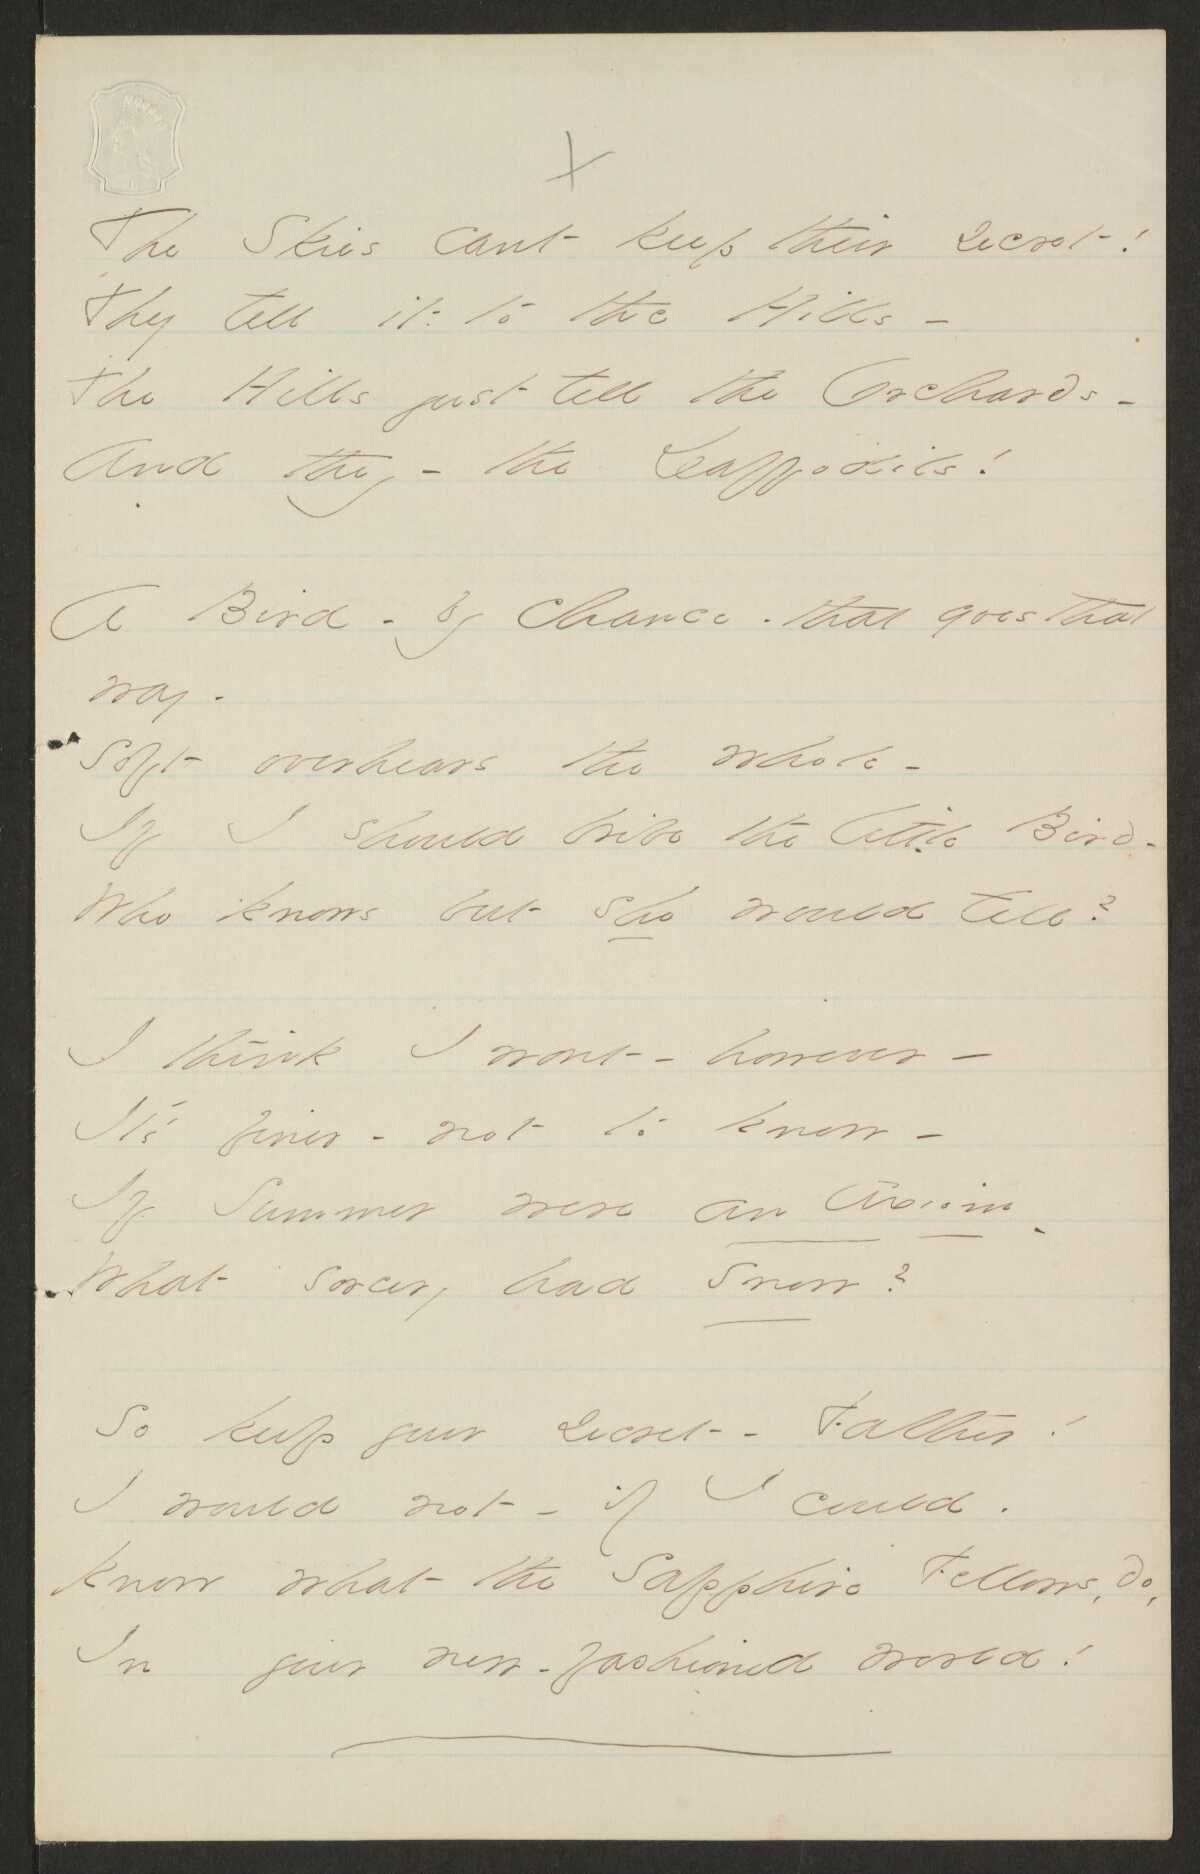 The Skies cant keep their secret!
They tell it to the Hills –
The Hills just tell the Orchards –
And they – the Daffodils!
A Bird – by chance – that goes that
way –
Soft overhears the whole –
If I should bribe the little Bird –
Who knows but she would tell?
I think I wont – however –
It's finer – not to know –
If Summer were an Axiom –
What sorcery had Snow?
So keep your secret – Father!
I would not – if I could –
Know what the Sapphire Fellows, do,
In your new-fashioned world!